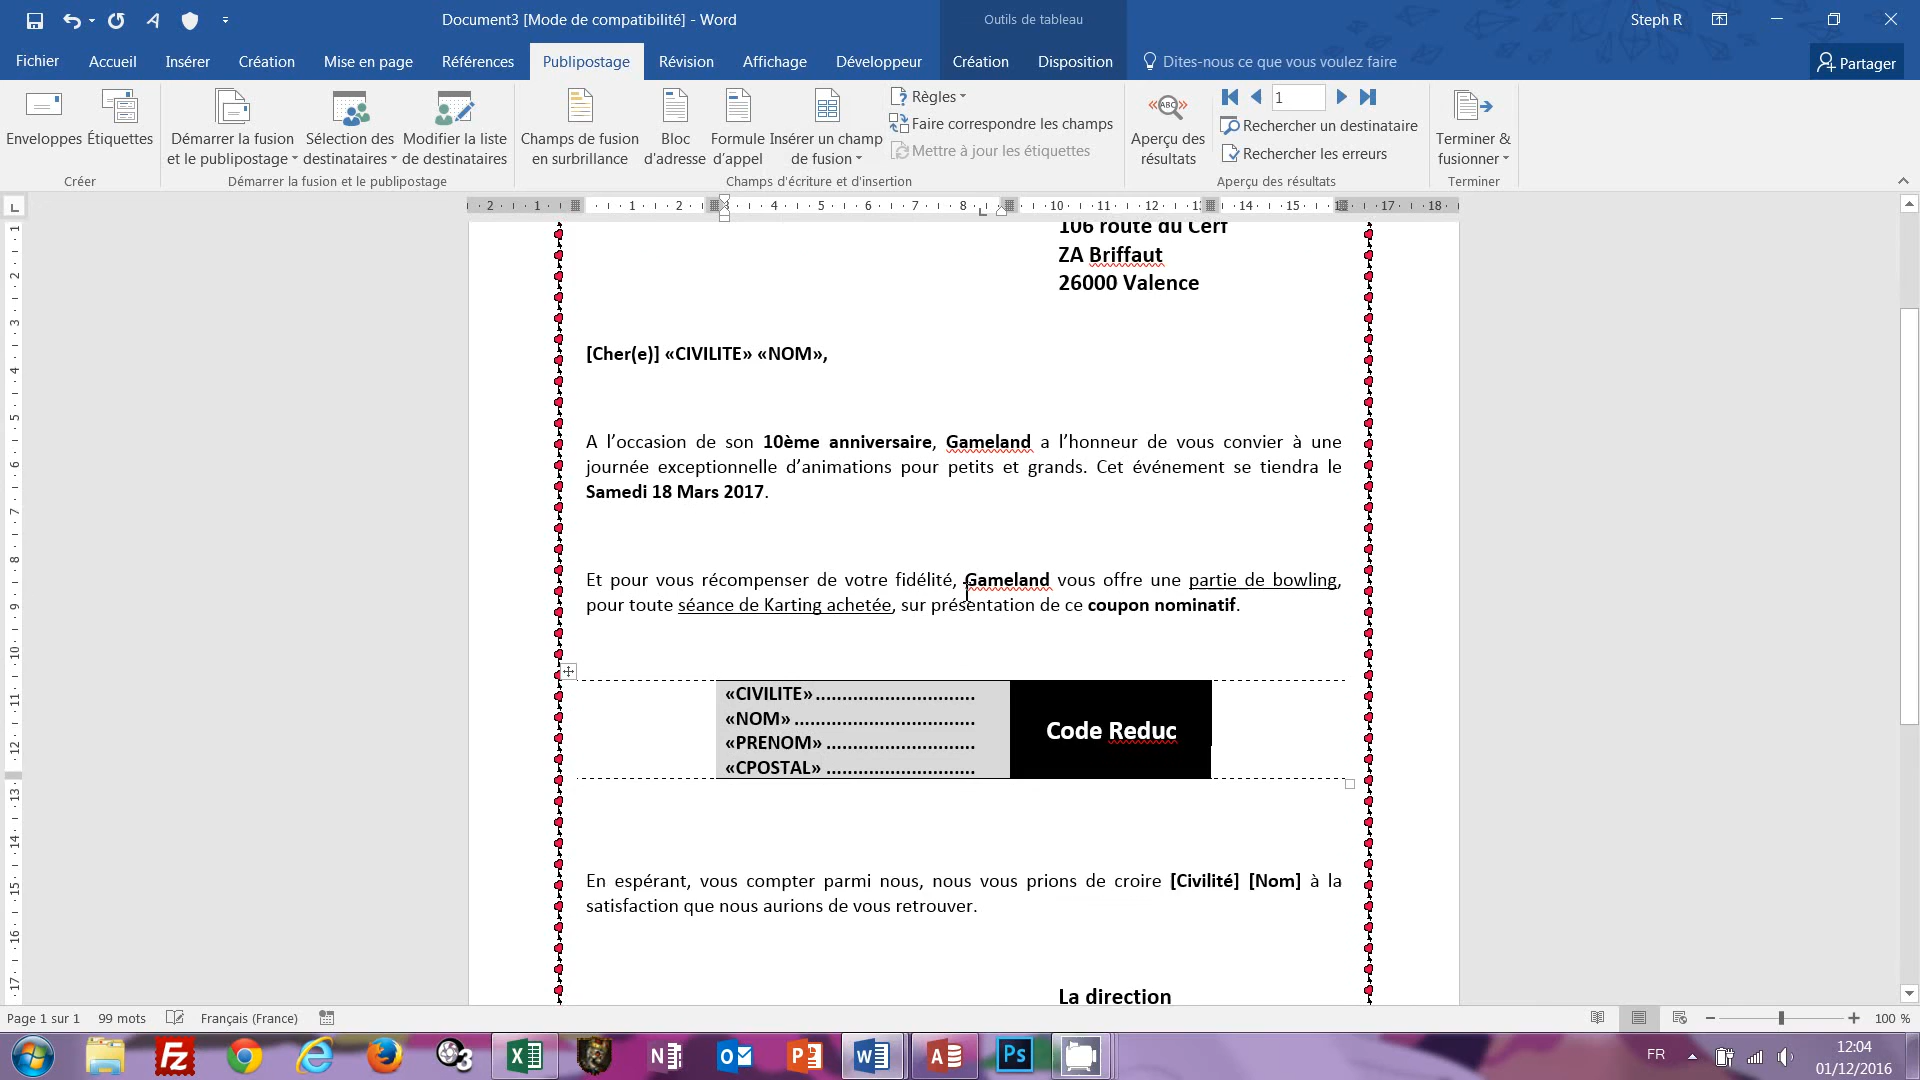 Document3 [Mode de compatibilité] - Word
Outils de tableau
Steph R
Fichier
Accueil
Insérer
Création
Mise en page
Références
Publipostage
Révision
Affichage
Développeur
Création
Disposition
Dites-nous ce que vous voulez faire
Partager
Enveloppes
Étiquettes
Créer
Démarrer la fusion
et le publipostage
Sélection des
destinataires
Modifier la liste
de destinataires
Démarrer la fusion et le publipostage
Champs de fusion
en surbrillance
Bloc
d'adresse
Formule
d'appel
Insérer un champ
de fusion
Règles
Faire correspondre les champs
Mettre à jour les étiquettes
Champs d'écriture et d'insertion
Aperçu des
résultats
1
Rechercher un destinataire
Rechercher les erreurs
Aperçu des résultats
Terminer &
fusionner
Terminer
106 route du Cerf
ZA Briffaut
26000 Valence
[Cher(e)] «CIVILITE» «NOM»,
A l’occasion de son 10ème anniversaire, Gameland a l’honneur de vous convier à une
journée exceptionnelle d’animations pour petits et grands. Cet événement se tiendra le
Samedi 18 Mars 2017.
Et pour vous récompenser de votre fidélité, Gameland vous offre une partie de bowling,
pour toute séance de Karting achetée, sur présentation de ce coupon nominatif.
«CIVILITE»..............................
«NOM»..................................
«PRENOM»............................
«CPOSTAL»............................
Code Reduc
En espérant, vous compter parmi nous, nous vous prions de croire [Civilité] [Nom] à la
satisfaction que nous aurions de vous retrouver.
La direction
Page 1 sur 1
99 mots
Français (France)
100 %
FR
12:04
01/12/2016